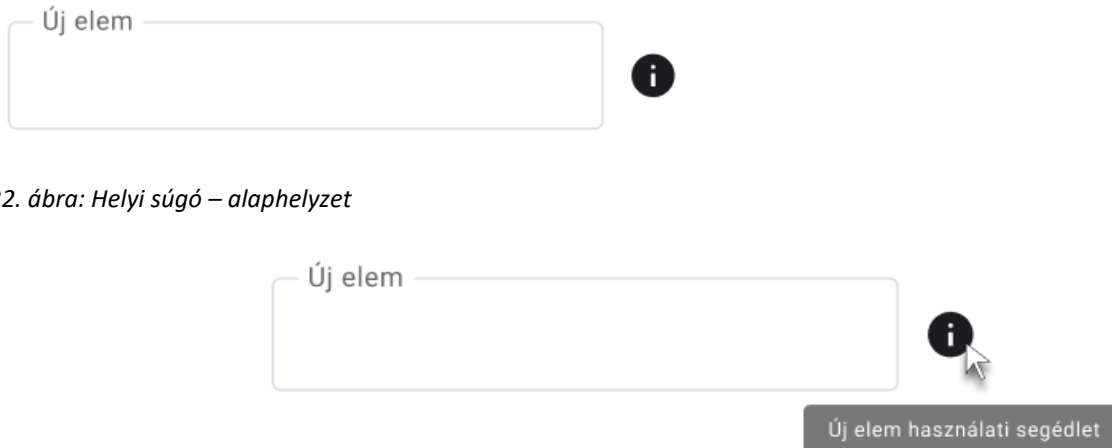 Új elem
2. ábra: Helyi súgó – alaphelyzet
Új elem
Új elem használati segédlet